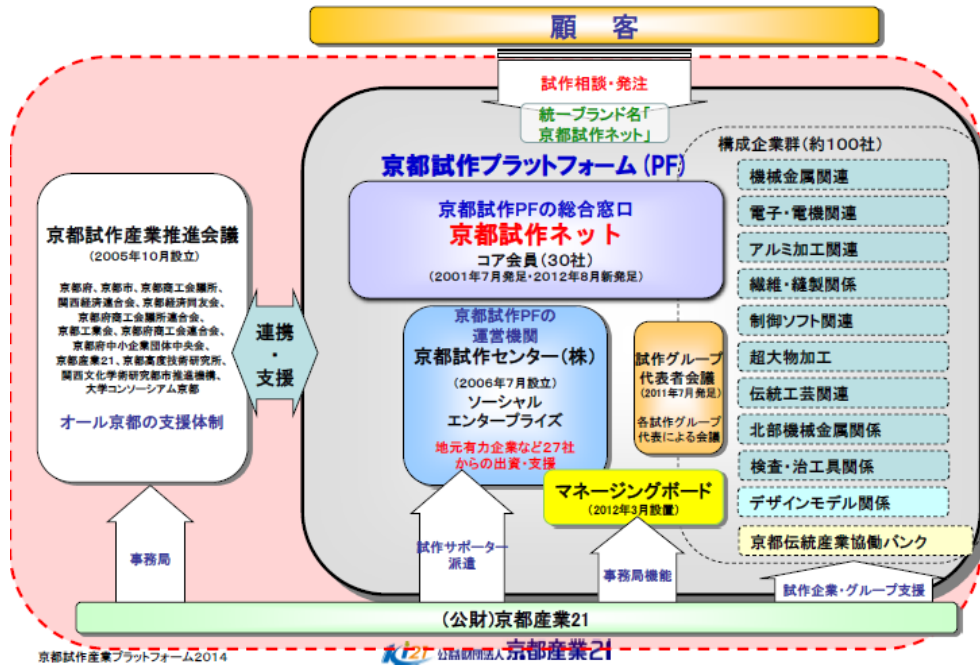 顧 客
試作相談・発注
統一ブランド名「
京都試作ネット」
京都試作プラットフォーム(PF)
京都試作PFの総合窓口
京都試作ネット
コア会員(30社)
(2001年7月発足・2012年8月新発足)
京都試作産業推進会議
(2005年10月設立)
京都府、京都市、京都商工会議所、
関西経済連合会、京都経済同友会、
京都府商工会議所連合会、
京都工業会、京都府商工会連合会、
京都府中小企業団体中央会、
京都産業21、京都高度技術研究所、
関西文化学術研究都市推進機構、
大学コンソーシアム京都
オール京都の支援体制
連携
・
支援
京都試作PFの
運営機関
京都試作センター(株)
(2006年7月設立)
ソーシャル
エンタープライズ
地元有力企業など27社
からの出資・支援
試作グループ
代表者会議
(2011年7月発足)
各試作グループ
代表による会議
マネージングボード
(2012年3月設置)
構成企業群(約100社)
機械金属関連
電子・電機関連
アルミ加工関連
繊維・縫製関係
制御ソフト関連
超大物加工
伝統工芸関連
北部機械金属関係
検査・治工具関係
デザインモデル関係
京都伝統産業協働バンク
事務局
試作サポーター
派遣
事務局機能
試作企業・グループ支援
(公財)京都産業21
京都試作産業プラットフォーム2014
Ki21 公益財団法人 京都産業21